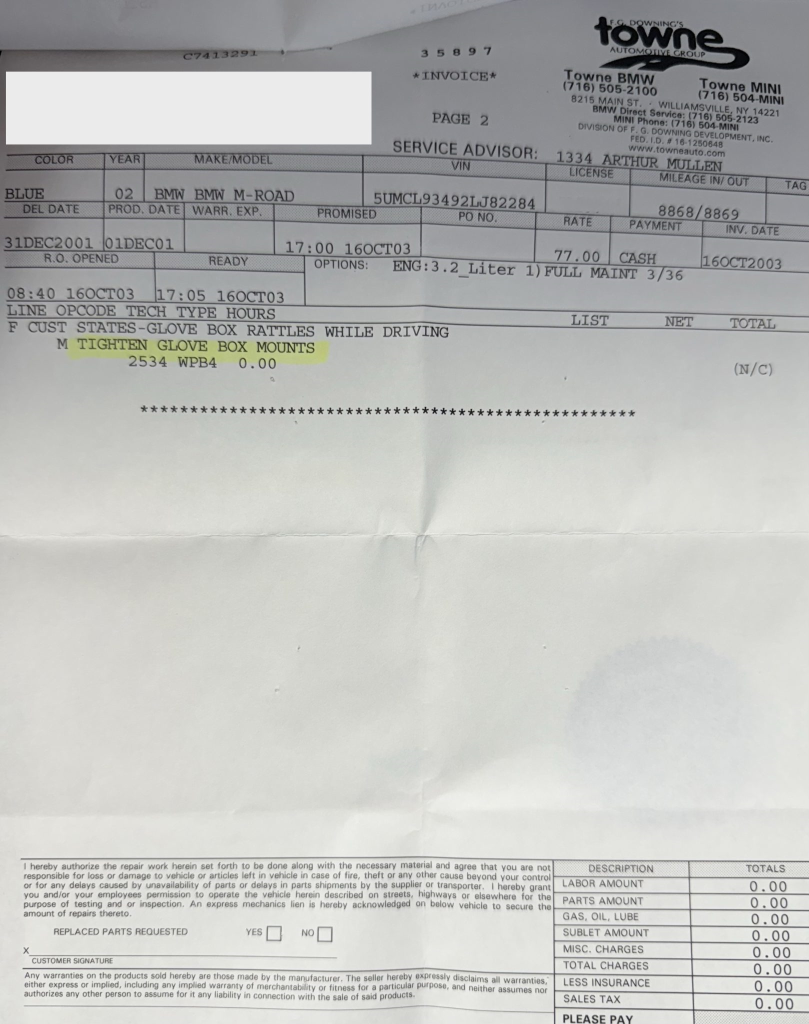 C7413291
35897
*INVOICE*
PAGE 2
F.G. DOWNING'S
towne
AUTOMOTIVE GROUP
Towne BMW
(716) 505-2100
Towne MINI
(716) 504-MINI
8215 MAIN ST. · WILLIAMSVILLE, NY 14221
BMW Direct Service: (716) 505-2123
MINI Phone: (716) 504-MINI
DIVISION OF F. G. DOWNING DEVELOPMENT, INC.
FED. I.D. # 16-1250648
www.towneauto.com
SERVICE ADVISOR: 1334 ARTHUR MULLEN
COLOR YEAR MAKE/MODEL VIN LICENSE MILEAGE IN/ OUT TAG
BLUE 02 BMW BMW M-ROAD 5UMCL93492LJ82284 8868/8869
DEL DATE PROD. DATE WARR. EXP. PROMISED PO NO. RATE PAYMENT INV. DATE
31DEC2001 01DEC01 17:00 16OCT03 77.00 CASH 16OCT2003
R.O. OPENED READY OPTIONS: ENG:3.2_Liter 1)FULL MAINT 3/36
08:40 16OCT03 17:05 16OCT03
LINE OPCODE TECH TYPE HOURS LIST NET TOTAL
F CUST STATES-GLOVE BOX RATTLES WHILE DRIVING
M TIGHTEN GLOVE BOX MOUNTS
2534 WPB4 0.00 (N/C)
****************************************************
I hereby authorize the repair work herein set forth to be done along with the necessary material and agree that you are not
responsible for loss or damage to vehicle or articles left in vehicle in case of fire, theft or any other cause beyond your control
or for any delays caused by unavailability of parts or delays in parts shipments by the supplier or transporter. I hereby grant
you and/or your employees permission to operate the vehicle herein described on streets, highways or elsewhere for the
purpose of testing and or inspection. An express mechanics lien is hereby acknowledged on below vehicle to secure the
amount of repairs thereto.
REPLACED PARTS REQUESTED YES NO
X
CUSTOMER SIGNATURE
Any warranties on the products sold hereby are those made by the manufacturer. The seller hereby expressly disclaims all warranties,
either express or implied, including any implied warranty of merchantability or fitness for a particular purpose, and neither assumes nor
authorizes any other person to assume for it any liability in connection with the sale of said products.
DESCRIPTION TOTALS
LABOR AMOUNT 0.00
PARTS AMOUNT 0.00
GAS, OIL, LUBE 0.00
SUBLET AMOUNT 0.00
MISC. CHARGES 0.00
TOTAL CHARGES 0.00
LESS INSURANCE 0.00
SALES TAX 0.00
PLEASE PAY